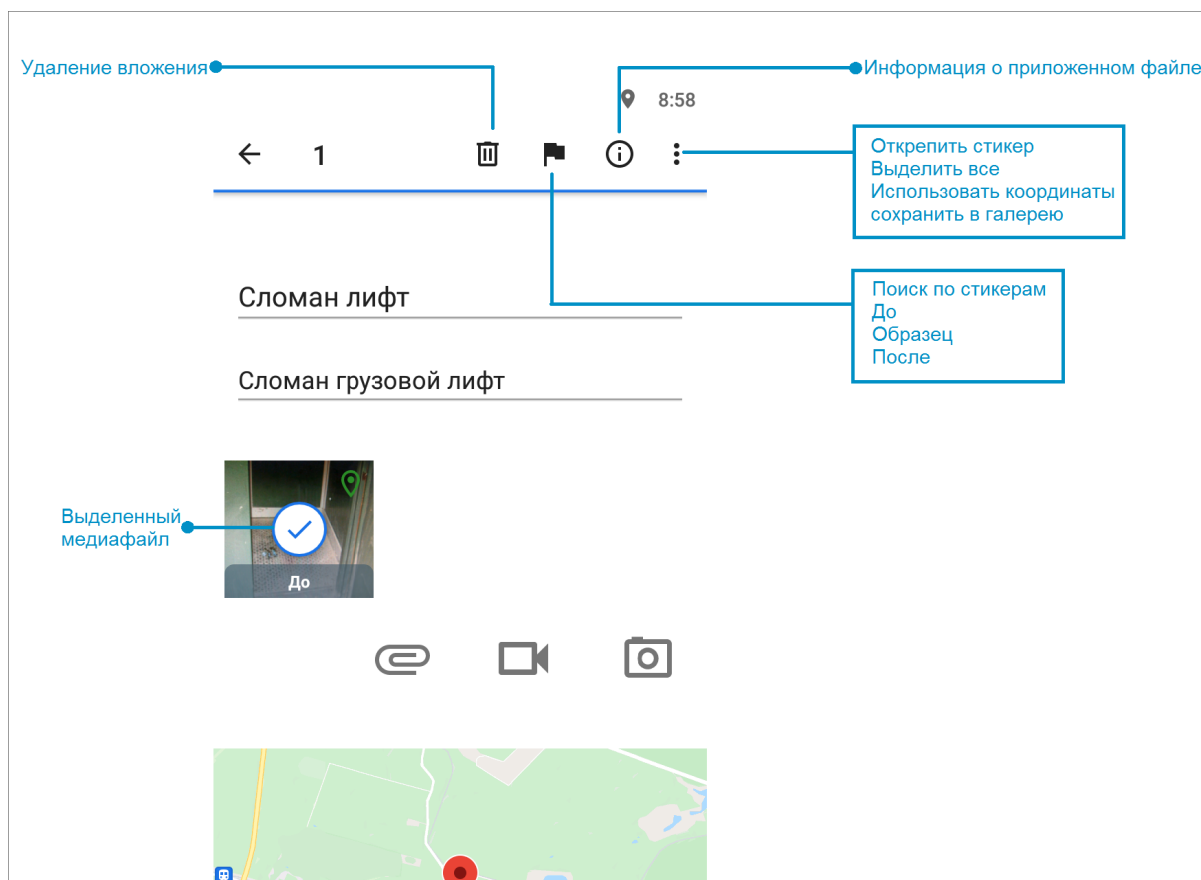 Удаление вложения
Информация о приложенном файле
8:58
1
Открепить стикер
Выделить все
Использовать координаты
сохранить в галерею
Поиск по стикерам
До
Образец
После
Сломан лифт
Сломан грузовой лифт
Выделенный
медиафайл
До